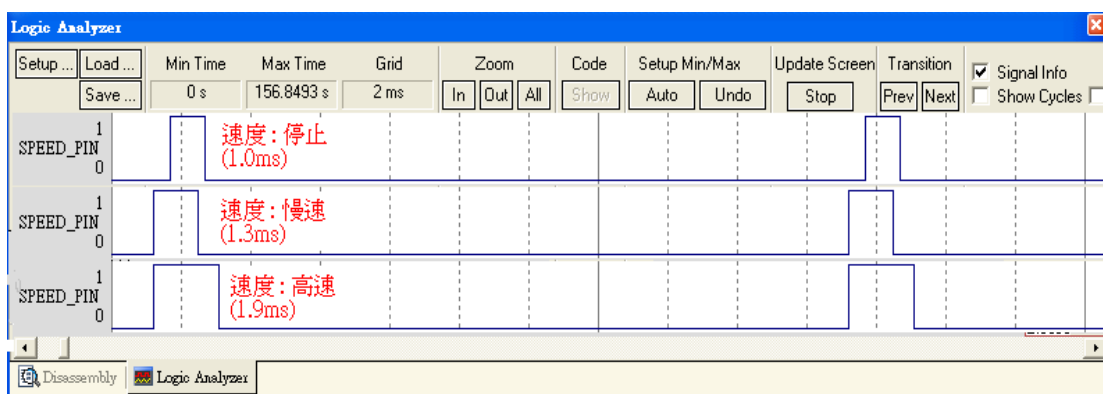 Logic Analyzer
Setup ... Load ... Min Time Max Time Grid Zoom Code Setup Min/Max Update Screen Transition Signal Info
Save ... 0 s 156.8493 s 2 ms In Out All Show Auto Undo Stop Prev Next Show Cycles
1
SPEED_PIN
0
速度:停止
(1.0ms)
1
SPEED_PIN
0
速度:慢速
(1.3ms)
1
SPEED_PIN
0
速度:高速
(1.9ms)
Disassembly Logic Analyzer